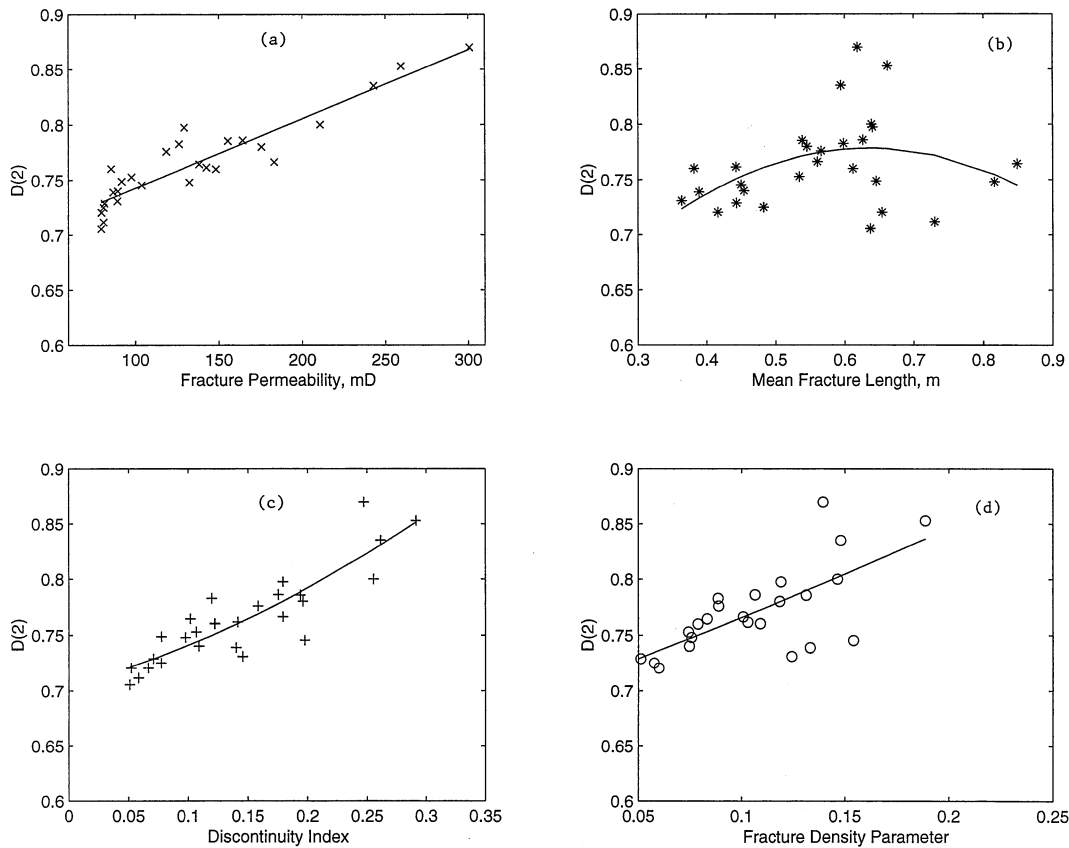 (a)
D(2)
0.9
0.85
0.8
0.75
0.7
0.65
0.6
100 150 200 250 300
Fracture Permeability, mD
(b)
D(2)
0.9
0.85
0.8
0.75
0.7
0.65
0.6
0.3 0.4 0.5 0.6 0.7 0.8 0.9
Mean Fracture Length, m
(c)
D(2)
0.9
0.85
0.8
0.75
0.7
0.65
0.6
0 0.05 0.1 0.15 0.2 0.25 0.3 0.35
Discontinuity Index
(d)
D(2)
0.9
0.85
0.8
0.75
0.7
0.65
0.6
0.05 0.1 0.15 0.2 0.25
Fracture Density Parameter